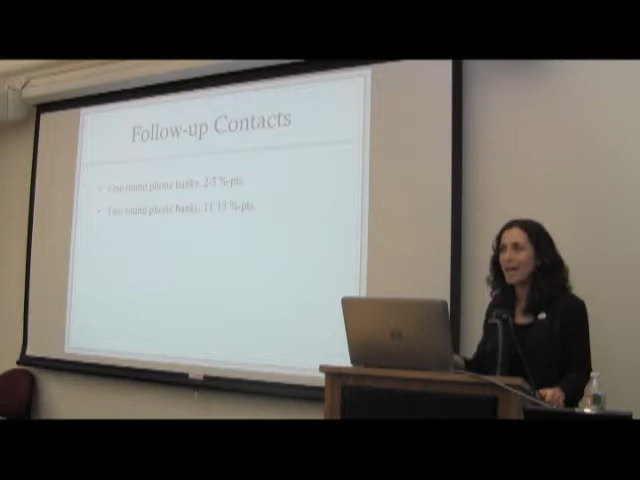 Follow-up Contacts
• One round phone banks: 2-5 %-pts.
• Two round phone banks: 11-13 %-pts.